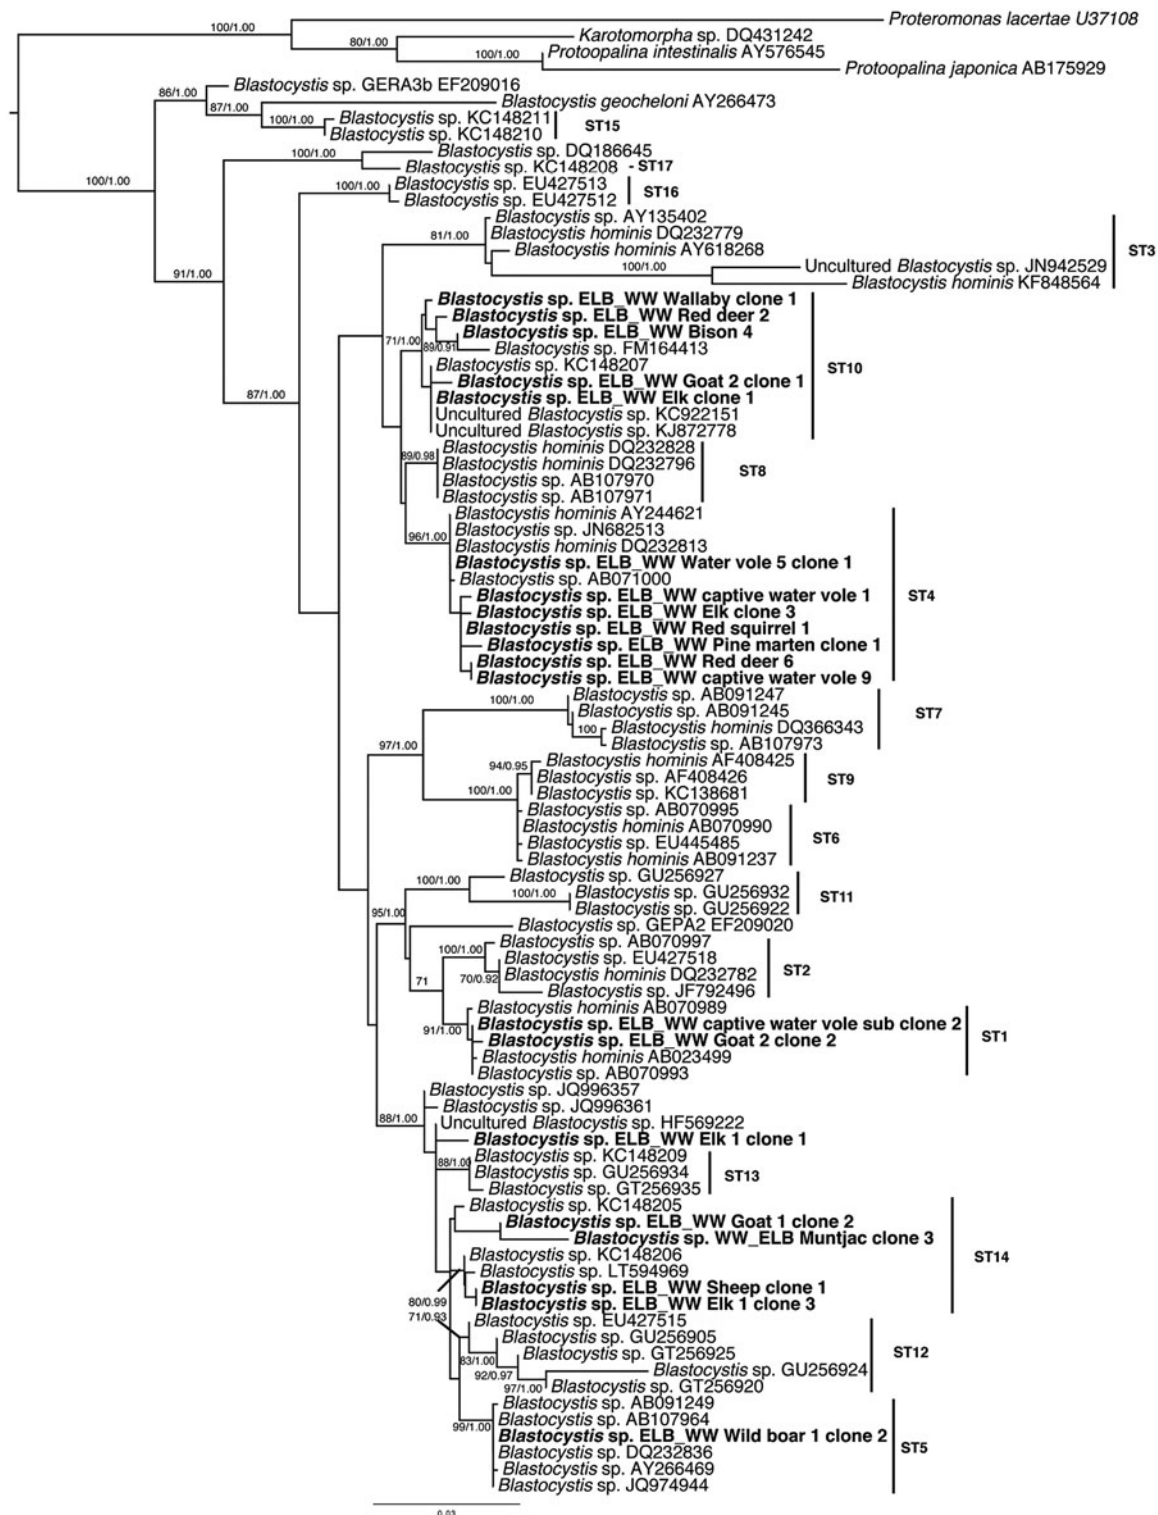 100/1.00
Proteromonas lacertae U37108
80/1.00
Karotomorpha sp. DQ431242
100/1.00
Protoopalina intestinalis AY576545
Protoopalina japonica AB175929
86/1.00
Blastocystis sp. GERA3b EF209016
87/1.00
Blastocystis geocheloni AY266473
100/1.00
Blastocystis sp. KC148211
Blastocystis sp. KC148210
ST15
100/1.00
Blastocystis sp. DQ186645
Blastocystis sp. KC148208 - ST17
100/1.00
100/1.00
Blastocystis sp. EU427513
Blastocystis sp. EU427512
ST16
91/1.00
81/1.00
Blastocystis sp. AY135402
Blastocystis hominis DQ232779
Blastocystis hominis AY618268
100/1.00
Uncultured Blastocystis sp. JN942529
Blastocystis hominis KF848564
ST3
Blastocystis sp. ELB_WW Wallaby clone 1
Blastocystis sp. ELB_WW Red deer 2
Blastocystis sp. ELB_WW Bison 4
71/1.00
89/0.91
Blastocystis sp. FM164413
Blastocystis sp. KC148207
Blastocystis sp. ELB_WW Goat 2 clone 1
Blastocystis sp. ELB_WW Elk clone 1
Uncultured Blastocystis sp. KC922151
Uncultured Blastocystis sp. KJ872778
ST10
87/1.00
89/0.98
Blastocystis hominis DQ232828
Blastocystis hominis DQ232796
Blastocystis sp. AB107970
Blastocystis sp. AB107971
ST8
96/1.00
Blastocystis hominis AY244621
Blastocystis sp. JN682513
Blastocystis hominis DQ232813
Blastocystis sp. ELB_WW Water vole 5 clone 1
Blastocystis sp. AB071000
Blastocystis sp. ELB_WW captive water vole 1
Blastocystis sp. ELB_WW Elk clone 3
Blastocystis sp. ELB_WW Red squirrel 1
Blastocystis sp. ELB_WW Pine marten clone 1
Blastocystis sp. ELB_WW Red deer 6
Blastocystis sp. ELB_WW captive water vole 9
ST4
100/1.00
Blastocystis sp. AB091247
Blastocystis sp. AB091245
100
Blastocystis hominis DQ366343
Blastocystis sp. AB107973
ST7
97/1.00
94/0.95
Blastocystis hominis AF408425
Blastocystis sp. AF408426
Blastocystis sp. KC138681
ST9
100/1.00
Blastocystis sp. AB070995
Blastocystis hominis AB070990
Blastocystis sp. EU445485
Blastocystis hominis AB091237
ST6
100/1.00
Blastocystis sp. GU256927
100/1.00
Blastocystis sp. GU256932
Blastocystis sp. GU256922
ST11
95/1.00
Blastocystis sp. GEPA2 EF209020
100/1.00
Blastocystis sp. AB070997
Blastocystis sp. EU427518
70/0.92
Blastocystis hominis DQ232782
Blastocystis sp. JF792496
ST2
71
Blastocystis hominis AB070989
91/1.00
Blastocystis sp. ELB_WW captive water vole sub clone 2
Blastocystis sp. ELB_WW Goat 2 clone 2
Blastocystis hominis AB023499
Blastocystis sp. AB070993
ST1
Blastocystis sp. JQ996357
Blastocystis sp. JQ996361
88/1.00
Uncultured Blastocystis sp. HF569222
Blastocystis sp. ELB_WW Elk 1 clone 1
88/1.00
Blastocystis sp. KC148209
Blastocystis sp. GU256934
Blastocystis sp. GT256935
ST13
Blastocystis sp. KC148205
Blastocystis sp. ELB_WW Goat 1 clone 2
Blastocystis sp. WW_ELB Muntjac clone 3
Blastocystis sp. KC148206
Blastocystis sp. LT594969
Blastocystis sp. ELB_WW Sheep clone 1
Blastocystis sp. ELB_WW Elk 1 clone 3
ST14
80/0.99
71/0.93
Blastocystis sp. EU427515
Blastocystis sp. GU256905
83/1.00
Blastocystis sp. GT256925
92/0.97
Blastocystis sp. GU256924
97/1.00
Blastocystis sp. GT256920
ST12
99/1.00
Blastocystis sp. AB091249
Blastocystis sp. AB107964
Blastocystis sp. ELB_WW Wild boar 1 clone 2
Blastocystis sp. DQ232836
Blastocystis sp. AY266469
Blastocystis sp. JQ974944
ST5
0.03